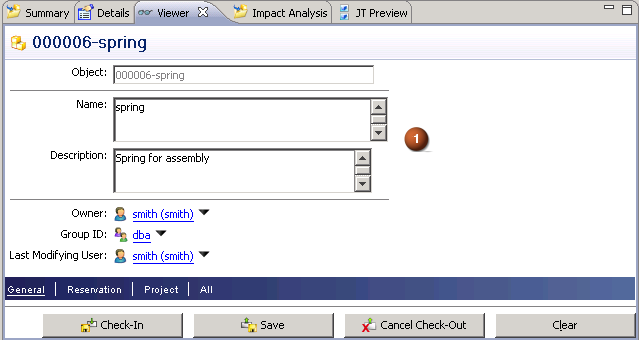 Summary Details Viewer Impact Analysis JT Preview
000006-spring
Object: 000006-spring
Name: spring
1
Description: Spring for assembly
Owner: smith (smith)
Group ID: dba
Last Modifying User: smith (smith)
General Reservation Project All
Check-In Save Cancel Check-Out Clear